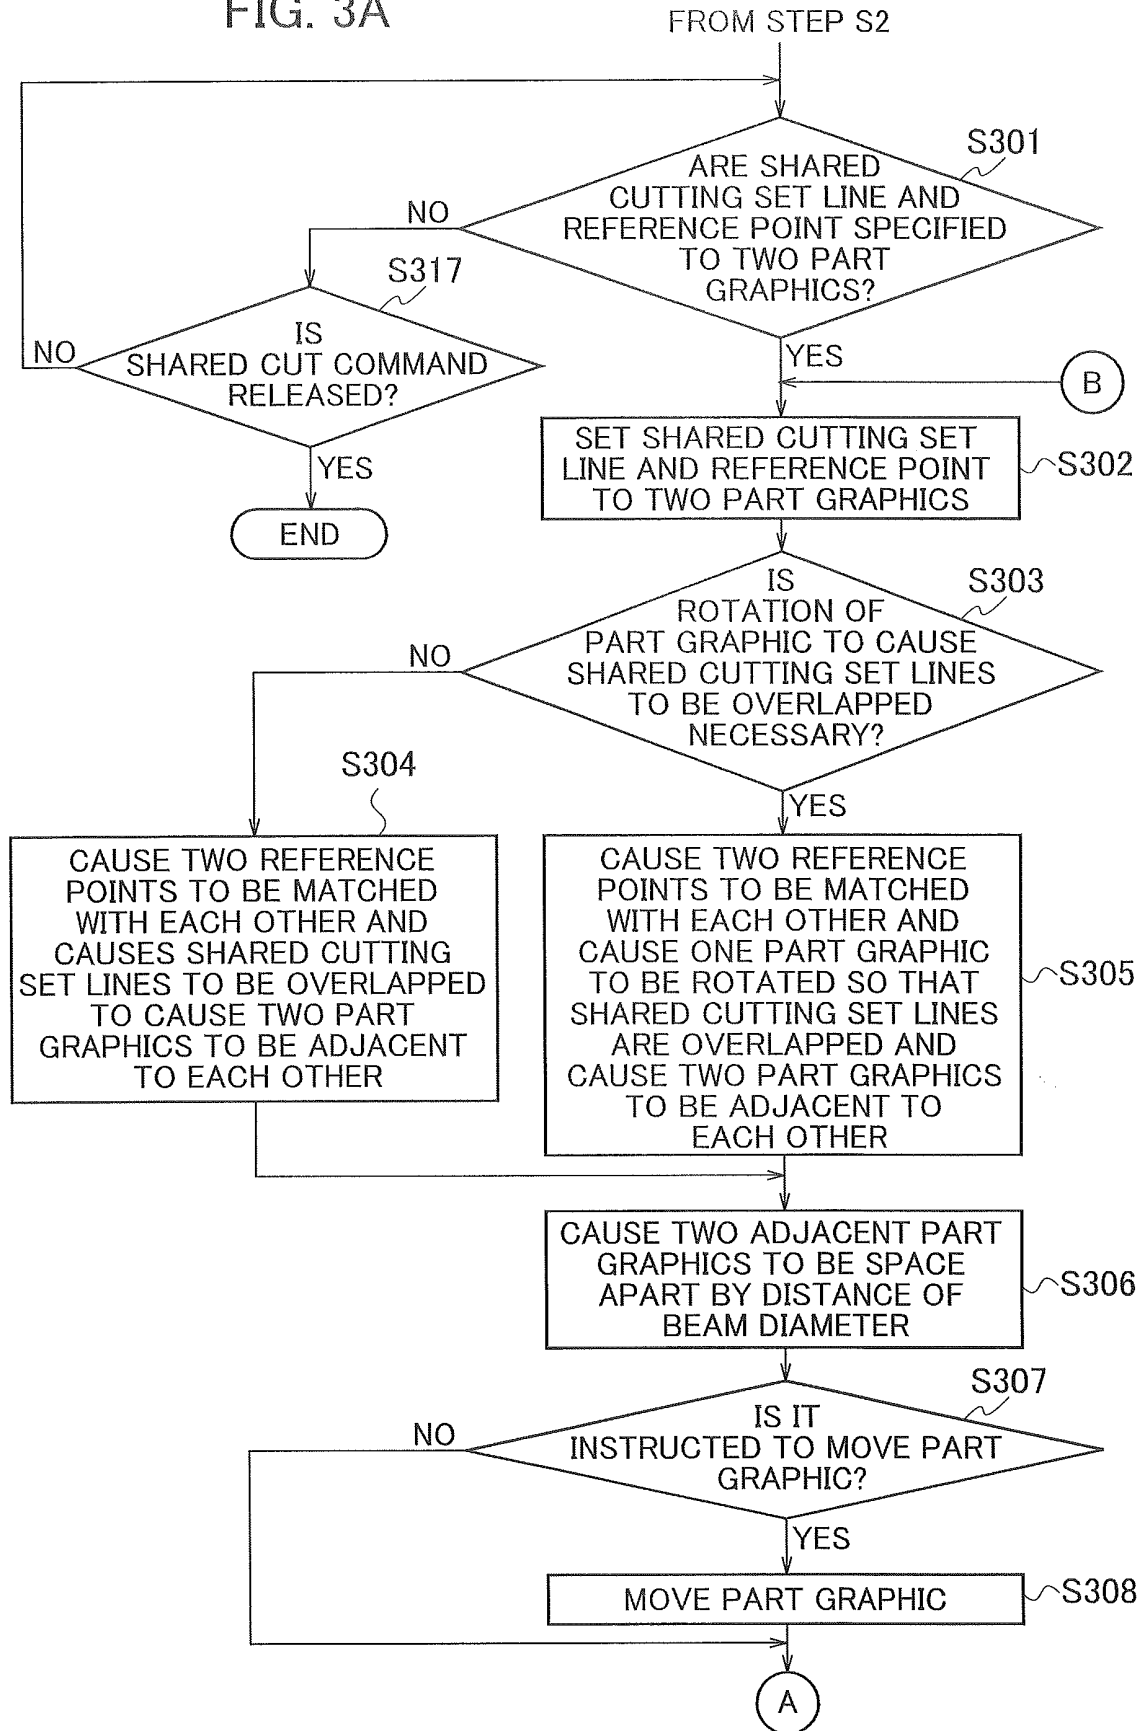 FIG. 3A
FROM STEP S2
S301
ARE SHARED
CUTTING SET LINE AND
REFERENCE POINT SPECIFIED
TO TWO PART
GRAPHICS?
NO
YES
S317
IS
SHARED CUT COMMAND
RELEASED?
NO
YES
END
B
SET SHARED CUTTING SET
LINE AND REFERENCE POINT
TO TWO PART GRAPHICS
S302
S303
IS
ROTATION OF
PART GRAPHIC TO CAUSE
SHARED CUTTING SET LINES
TO BE OVERLAPPED
NECESSARY?
NO
YES
S304
CAUSE TWO REFERENCE
POINTS TO BE MATCHED
WITH EACH OTHER AND
CAUSES SHARED CUTTING
SET LINES TO BE OVERLAPPED
TO CAUSE TWO PART
GRAPHICS TO BE ADJACENT
TO EACH OTHER
CAUSE TWO REFERENCE
POINTS TO BE MATCHED
WITH EACH OTHER AND
CAUSE ONE PART GRAPHIC
TO BE ROTATED SO THAT
SHARED CUTTING SET LINES
ARE OVERLAPPED AND
CAUSE TWO PART GRAPHICS
TO BE ADJACENT TO
EACH OTHER
S305
CAUSE TWO ADJACENT PART
GRAPHICS TO BE SPACE
APART BY DISTANCE OF
BEAM DIAMETER
S306
S307
IS IT
INSTRUCTED TO MOVE PART
GRAPHIC?
NO
YES
MOVE PART GRAPHIC
S308
A